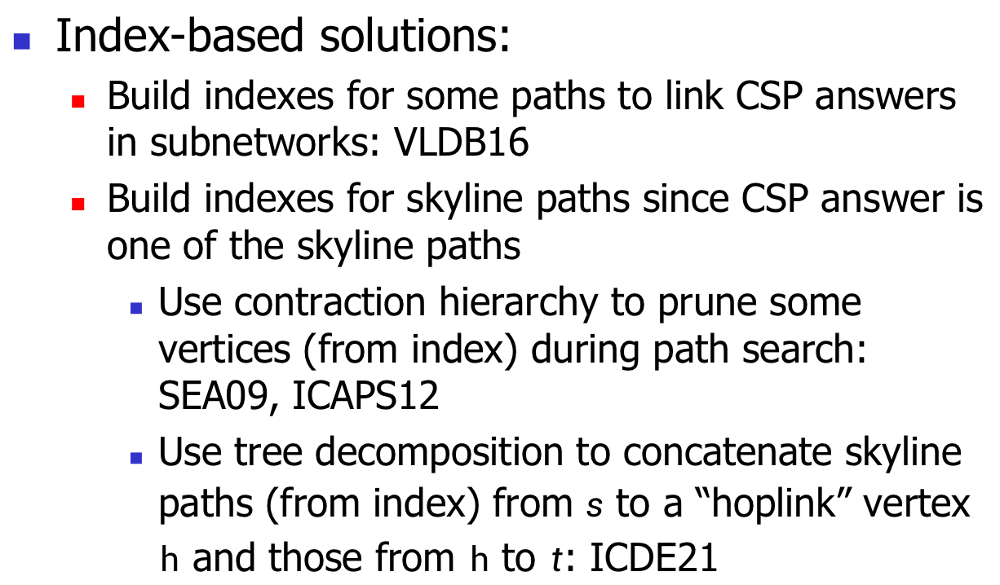 Index-based solutions:
Build indexes for some paths to link CSP answers
in subnetworks: VLDB16
Build indexes for skyline paths since CSP answer is
one of the skyline paths
Use contraction hierarchy to prune some
vertices (from index) during path search:
SEA09, ICAPS12
Use tree decomposition to concatenate skyline
paths (from index) from s to a “hoplink” vertex
h and those from h to t: ICDE21